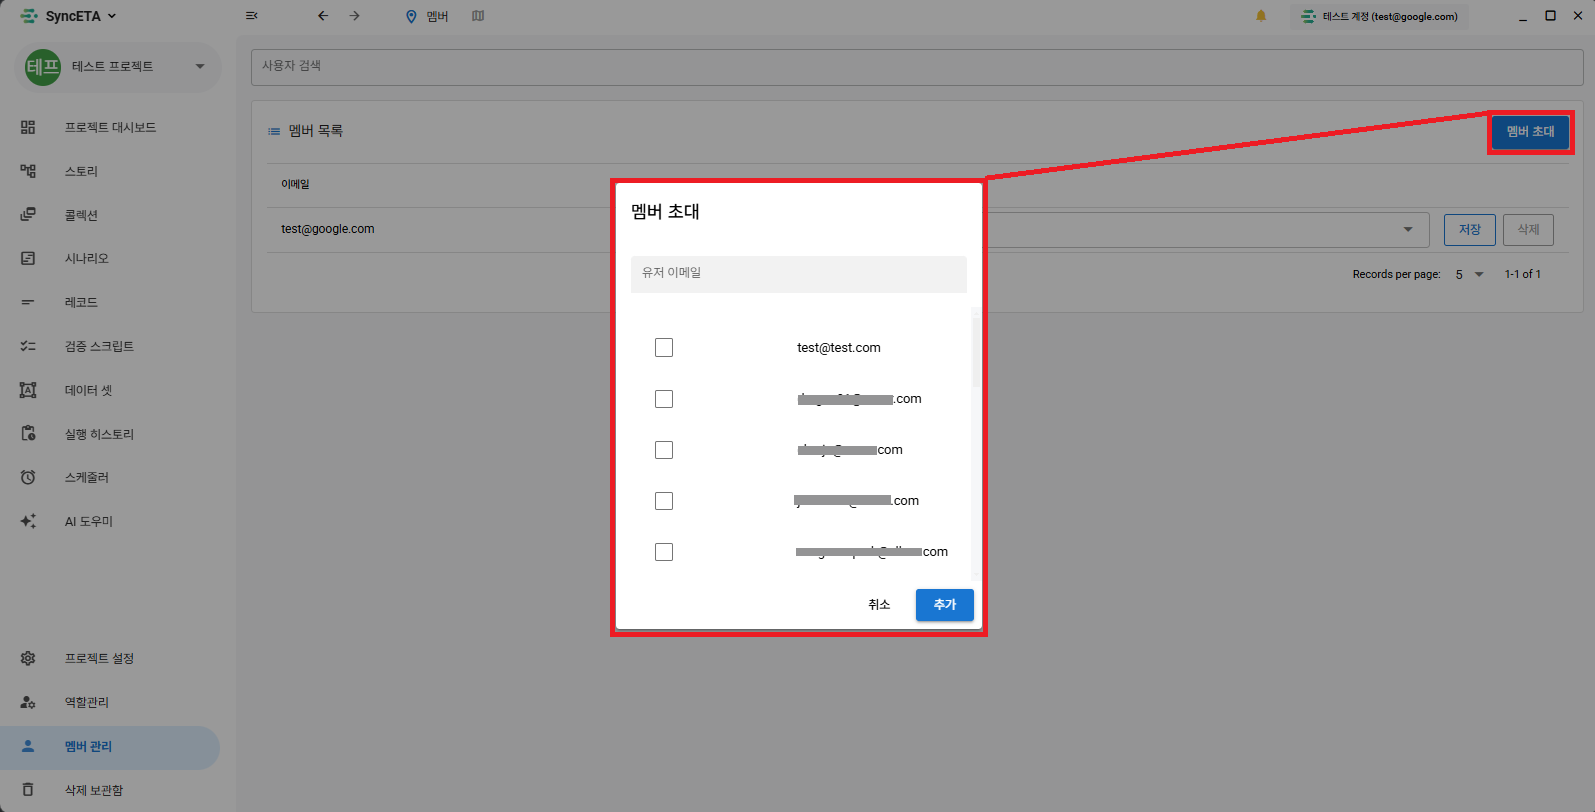 SyncETA
멤버
테스트 계정 (test@google.com)
테프
테스트 프로젝트
프로젝트 대시보드
스토리
콜렉션
시나리오
레코드
검증 스크립트
데이터 셋
실행 히스토리
스케줄러
AI 도우미
프로젝트 설정
역할관리
멤버 관리
삭제 보관함
사용자 검색
멤버 목록
멤버 초대
이메일
test@google.com
저장
삭제
Records per page: 5 1-1 of 1
멤버 초대
유저 이메일
test@test.com
.com
com
.com
com
취소
추가